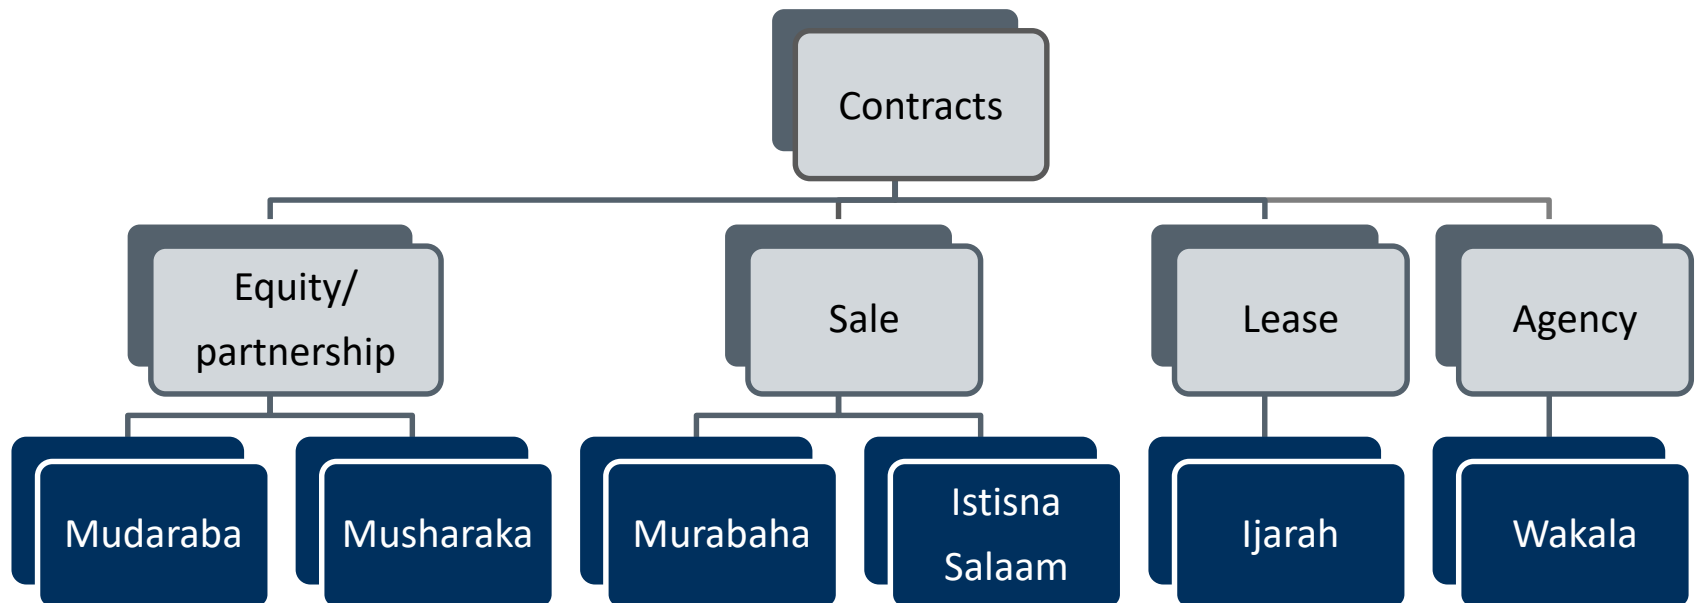 Contracts
Equity/
partnership
Sale
Lease
Agency
Mudaraba
Musharaka
Murabaha
Istisna
Salaam
Ijarah
Wakala